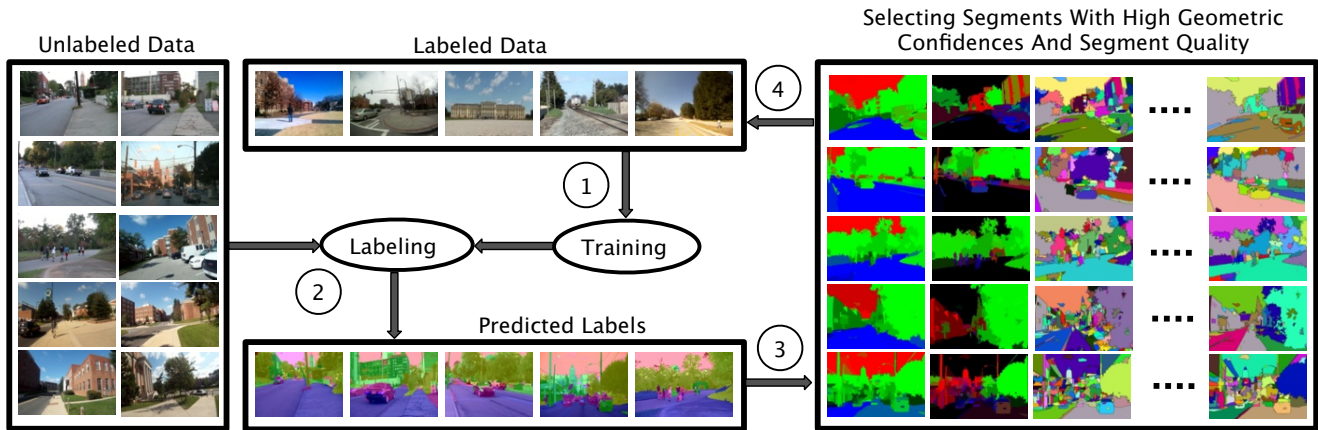 Unlabeled Data
Labeled Data
Selecting Segments With High Geometric
Confidences And Segment Quality
4
1
Labeling
Training
2
Predicted Labels
3